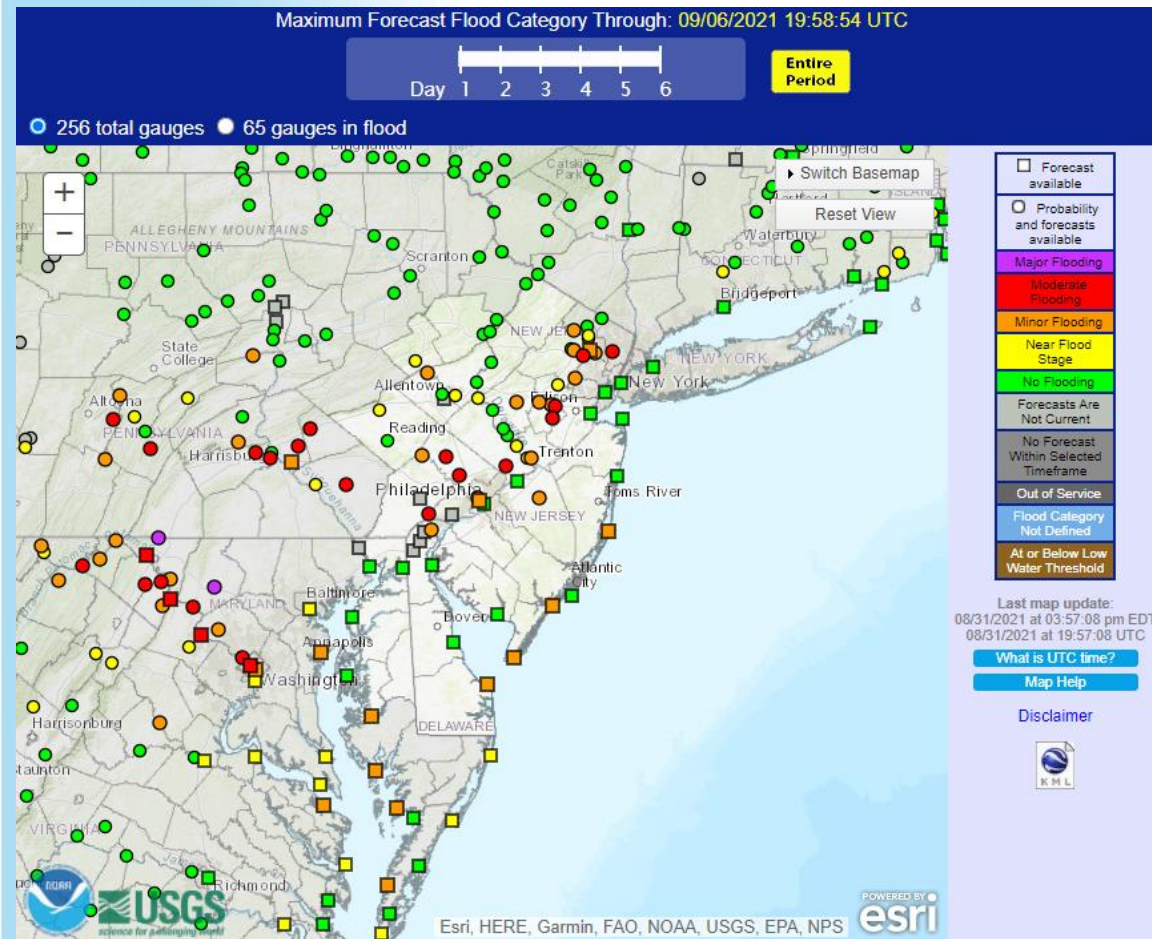 Maximum Forecast Flood Category Through: 09/06/2021 19:58:54 UTC
Day 1 2 3 4 5 6
Entire
Period
256 total gauges 65 gauges in flood
+
−
Switch Basemap
Reset View
Catskill
Park
ALLEGHENY MOUNTAINS
PENNSYLVANIA
Scranton
Waterbury
CONNECTICUT
Bridgeport
State
College
NEW
NEW YORK
New York
Allentown
Edison
Altoona
PENNSYLVANIA
Reading
Harrisburg
Susquehanna
Trenton
Philadelphia
Toms River
NEW JERSEY
Atlantic
City
Baltimore
MARYLAND
Dover
Annapolis
Washington
Harrisonburg
DELAWARE
Staunton
VIRGINIA
Richmond
NOAA
USGS
science for a changing world
Esri, HERE, Garmin, FAO, NOAA, USGS, EPA, NPS
POWERED BY
esri
Forecast
available
Probability
and forecasts
available
Major Flooding
Moderate
Flooding
Minor Flooding
Near Flood
Stage
No Flooding
Forecasts Are
Not Current
No Forecast
Within Selected
Timeframe
Out of Service
Flood Category
Not Defined
At or Below Low
Water Threshold
Last map update:
08/31/2021 at 03:57:08 pm EDT
08/31/2021 at 19:57:08 UTC
What is UTC time?
Map Help
Disclaimer
KML